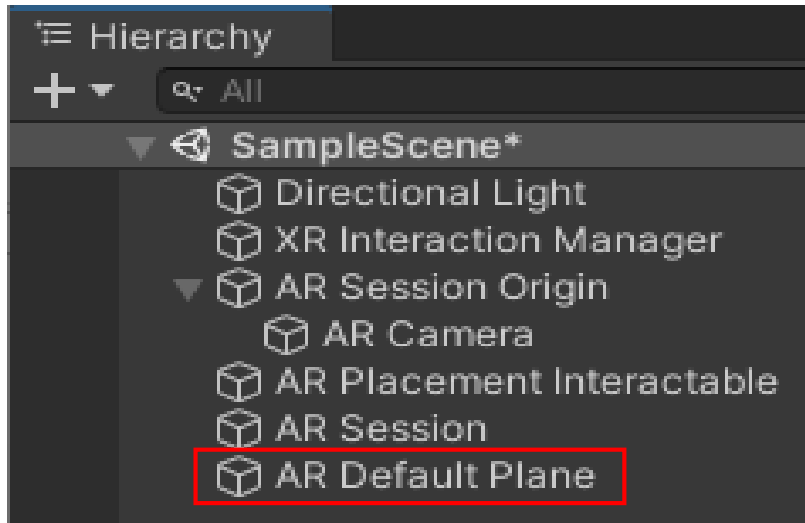 Hierarchy
All
SampleScene*
Directional Light
XR Interaction Manager
AR Session Origin
AR Camera
AR Placement Interactable
AR Session
AR Default Plane